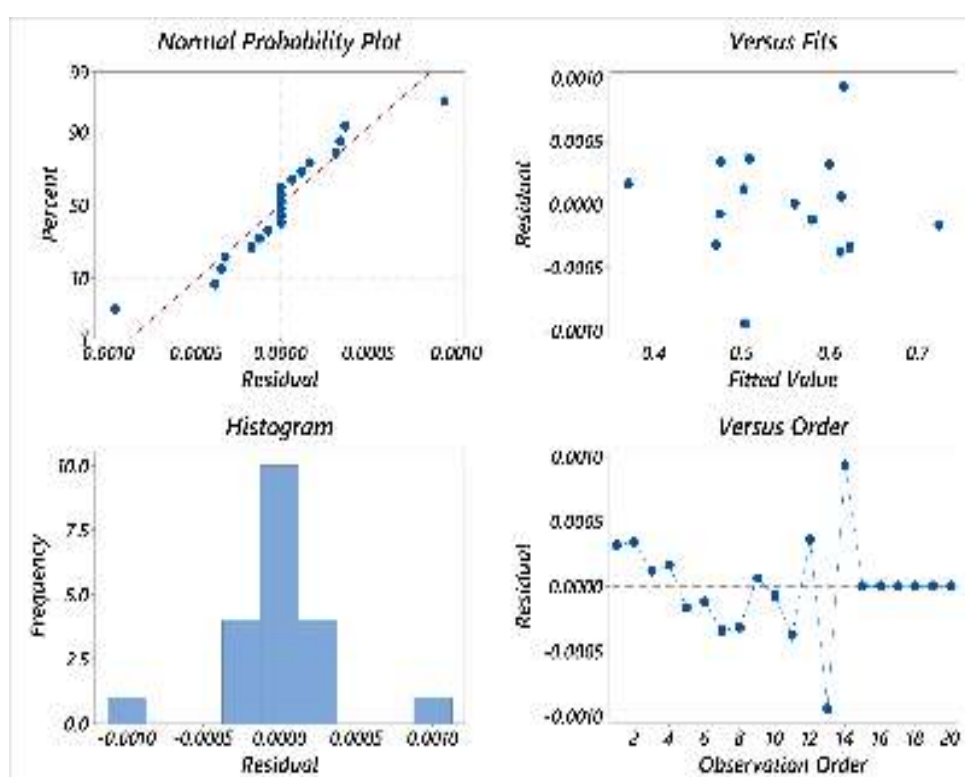 Normal Probability Plot
99
90
50
10
1
Percent
-0.0010 -0.0005 0.0000 0.0005 0.0010
Residual
Versus Fits
0.0010
0.0005
0.0000
-0.0005
-0.0010
Residual
0.4 0.5 0.6 0.7
Fitted Value
Histogram
10.0
7.5
5.0
2.5
0.0
Frequency
-0.0010 -0.0005 0.0000 0.0005 0.0010
Residual
Versus Order
0.0010
0.0005
0.0000
-0.0005
-0.0010
Residual
2 4 6 8 10 12 14 16 18 20
Observation Order